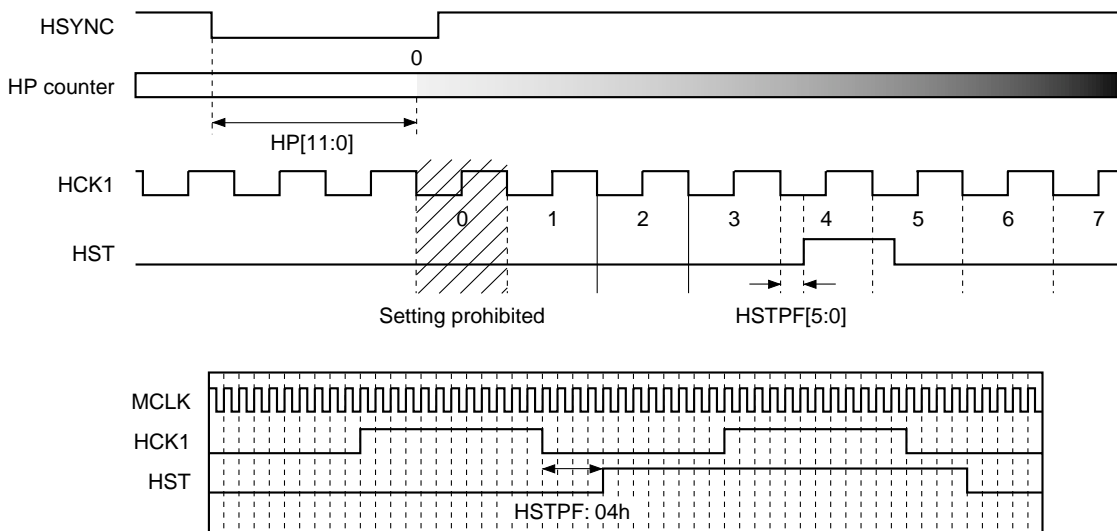 HSYNC
0
HP counter
HP[11:0]
HCK1
0 1 2 3 4 5 6 7
HST
Setting prohibited
HSTPF[5:0]
MCLK
HCK1
HST
HSTPF: 04h